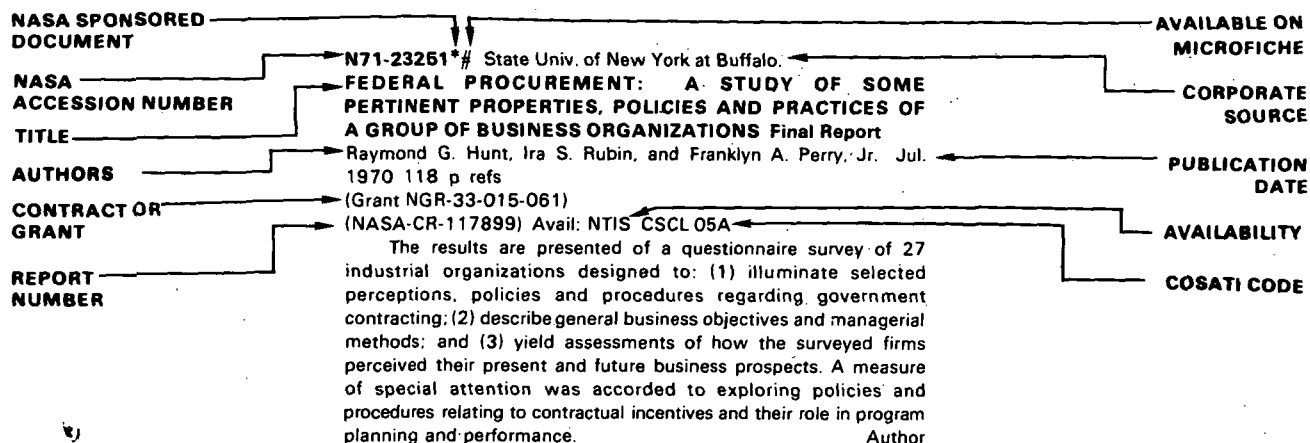 NASA SPONSORED
DOCUMENT
NASA
ACCESSION NUMBER
TITLE
AUTHORS
CONTRACT OR
GRANT
REPORT
NUMBER
N71-23251*# State Univ. of New York at Buffalo.
FEDERAL PROCUREMENT: A STUDY OF SOME
PERTINENT PROPERTIES, POLICIES AND PRACTICES OF
A GROUP OF BUSINESS ORGANIZATIONS Final Report
Raymond G. Hunt, Ira S. Rubin, and Franklyn A. Perry, Jr. Jul.
1970 118 p refs
(Grant NGR-33-015-061)
(NASA-CR-117899) Avail: NTIS CSCL 05A
The results are presented of a questionnaire survey of 27
industrial organizations designed to: (1) illuminate selected
perceptions, policies and procedures regarding government
contracting; (2) describe general business objectives and managerial
methods; and (3) yield assessments of how the surveyed firms
perceived their present and future business prospects. A measure
of special attention was accorded to exploring policies and
procedures relating to contractual incentives and their role in program
planning and performance. Author
AVAILABLE ON
MICROFICHE
CORPORATE
SOURCE
PUBLICATION
DATE
AVAILABILITY
COSATI CODE